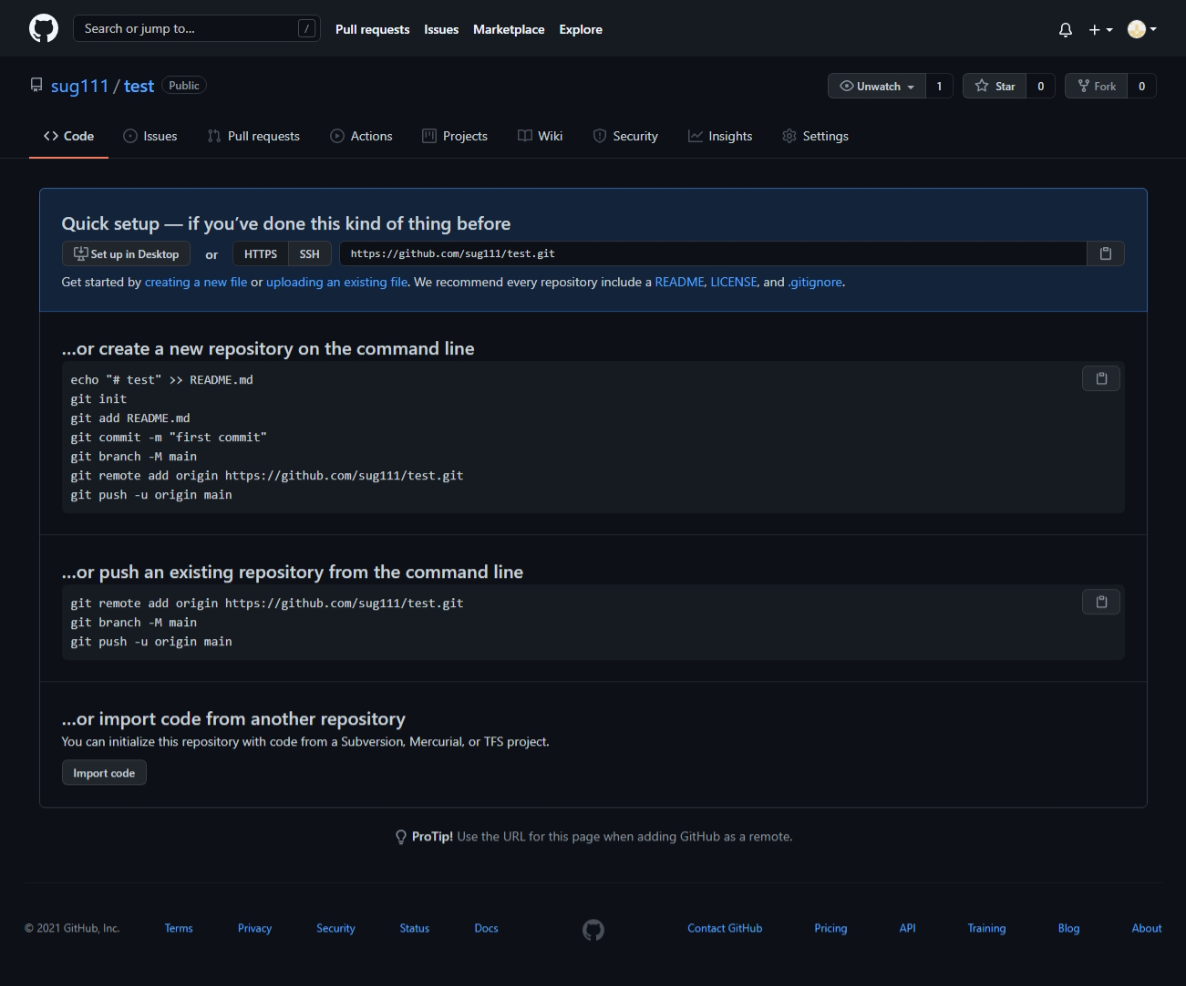 Search or jump to... / Pull requests Issues Marketplace Explore
sug111 / test Public Unwatch 1 Star 0 Fork 0
Code Issues Pull requests Actions Projects Wiki Security Insights Settings
Quick setup — if you’ve done this kind of thing before
Set up in Desktop or HTTPS SSH https://github.com/sug111/test.git
Get started by creating a new file or uploading an existing file. We recommend every repository include a README, LICENSE, and .gitignore.
…or create a new repository on the command line
echo "# test" >> README.md
git init
git add README.md
git commit -m "first commit"
git branch -M main
git remote add origin https://github.com/sug111/test.git
git push -u origin main
…or push an existing repository from the command line
git remote add origin https://github.com/sug111/test.git
git branch -M main
git push -u origin main
…or import code from another repository
You can initialize this repository with code from a Subversion, Mercurial, or TFS project.
Import code
ProTip! Use the URL for this page when adding GitHub as a remote.
© 2021 GitHub, Inc. Terms Privacy Security Status Docs Contact GitHub Pricing API Training Blog About